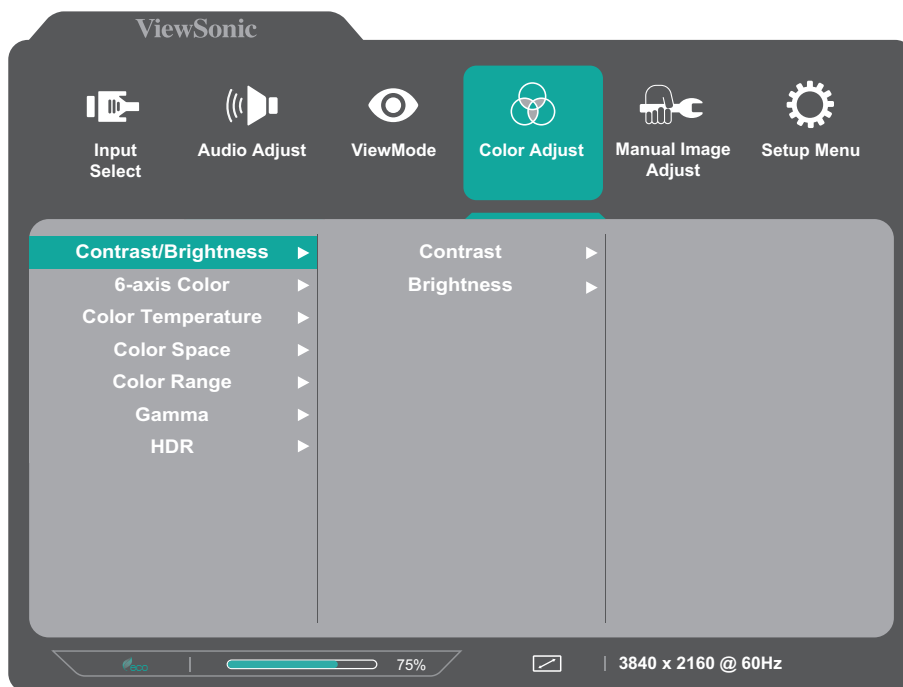 ViewSonic
Input
Select
Audio Adjust
ViewMode
Color Adjust
Manual Image
Adjust
Setup Menu
Contrast/Brightness
6-axis Color
Color Temperature
Color Space
Color Range
Gamma
HDR
Contrast
Brightness
eco
75%
3840 x 2160 @ 60Hz